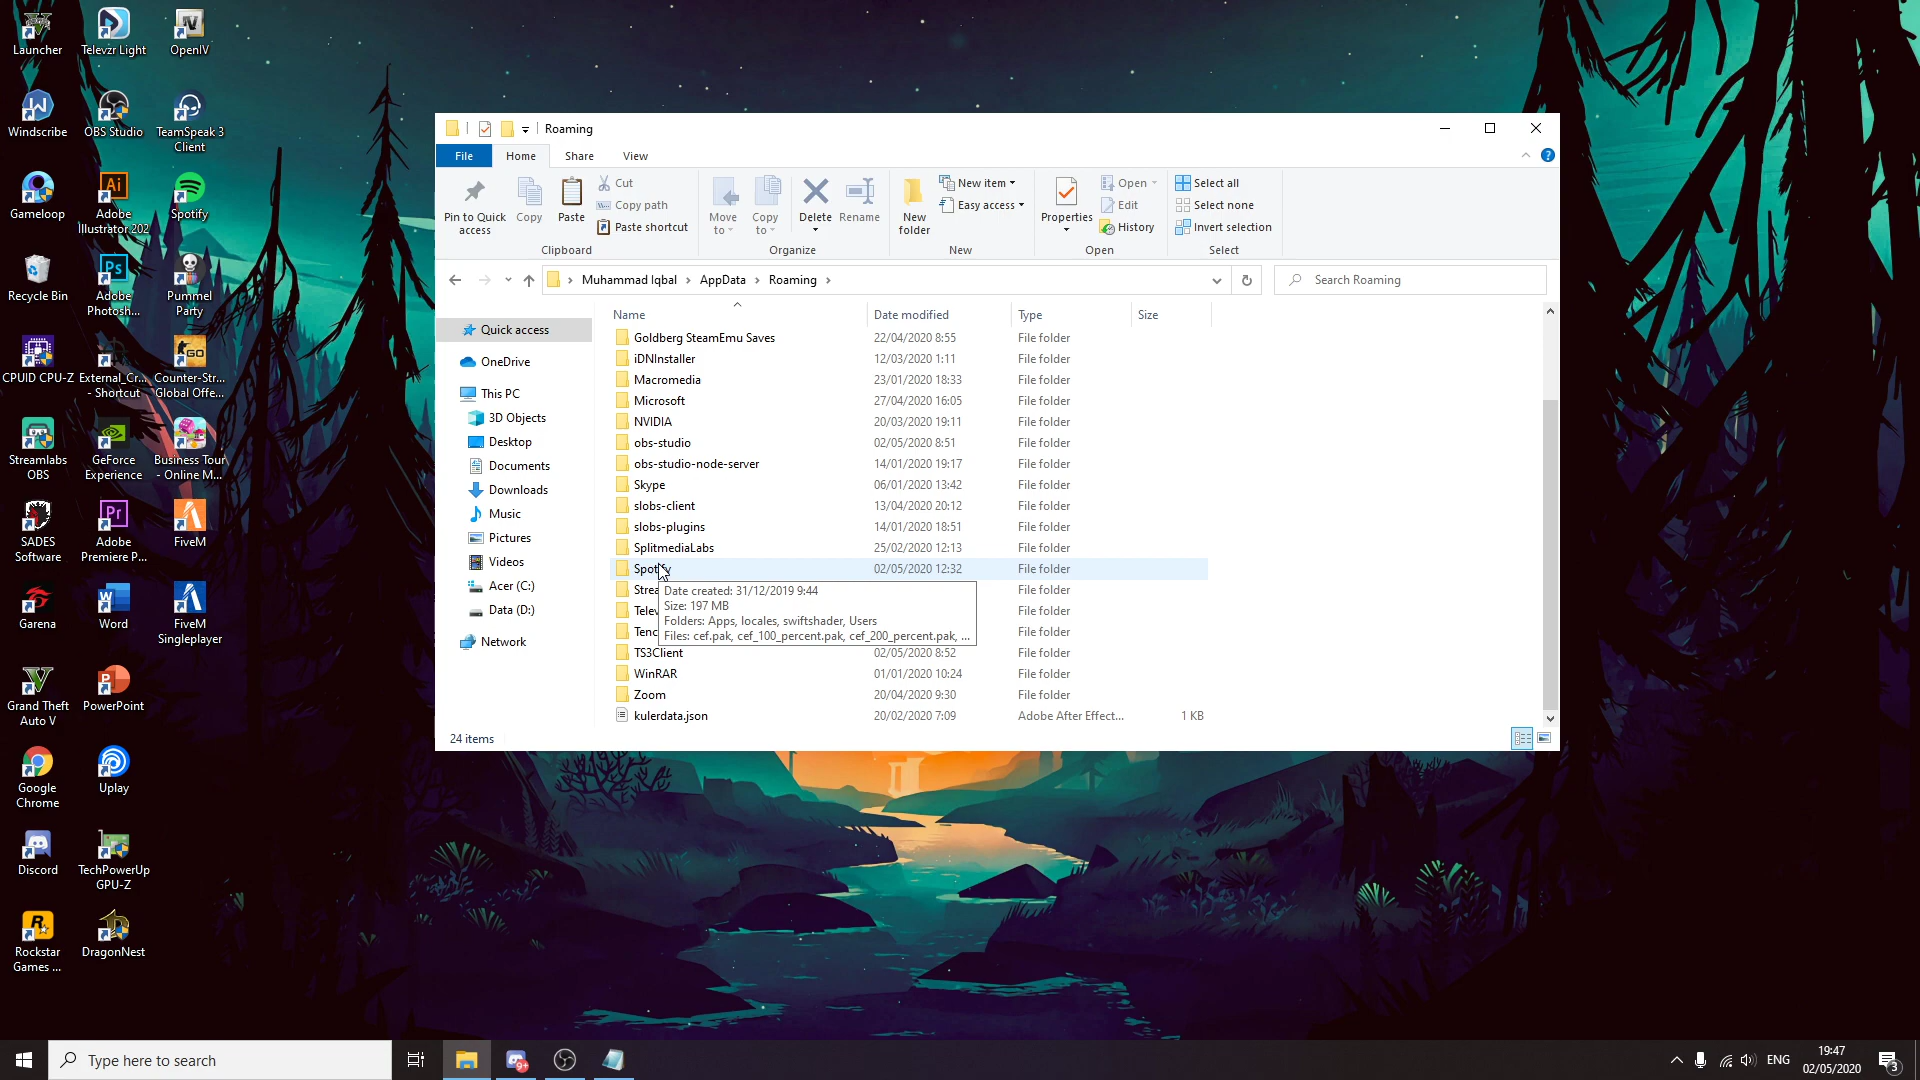 Launcher
Televzr Light
OpenIV
Windscribe
OBS Studio
TeamSpeak 3
Client
Gameloop
Adobe
Illustrator 202
Spotify
Recycle Bin
Adobe
Photosh...
Pummel
Party
CPUID CPU-Z
External_Cr...
- Shortcut
Counter-Str...
Global Offe...
Streamlabs
OBS
GeForce
Experience
Business Tour
- Online M...
SADES
Software
Adobe
Premiere P...
FiveM
Garena
Word
FiveM
Singleplayer
Grand Theft
Auto V
PowerPoint
Google
Chrome
Uplay
Discord
TechPowerUp
GPU-Z
Rockstar
Games ...
DragonNest
Roaming
File
Home
Share
View
Pin to Quick
access
Copy
Paste
Cut
Copy path
Paste shortcut
Clipboard
Move
to
Copy
to
Delete
Rename
Organize
New
folder
New item
Easy access
New
Properties
Open
Edit
History
Open
Select all
Select none
Invert selection
Select
Muhammad Iqbal > AppData > Roaming >
Search Roaming
Quick access
OneDrive
This PC
3D Objects
Desktop
Documents
Downloads
Music
Pictures
Videos
Acer (C:)
Data (D:)
Network
Name Date modified Type Size
Goldberg SteamEmu Saves 22/04/2020 8:55 File folder
iDNInstaller 12/03/2020 1:11 File folder
Macromedia 23/01/2020 18:33 File folder
Microsoft 27/04/2020 16:05 File folder
NVIDIA 20/03/2020 19:11 File folder
obs-studio 02/05/2020 8:51 File folder
obs-studio-node-server 14/01/2020 19:17 File folder
Skype 06/01/2020 13:42 File folder
slobs-client 13/04/2020 20:12 File folder
slobs-plugins 14/01/2020 18:51 File folder
SplitmediaLabs 25/02/2020 12:13 File folder
Spotify 02/05/2020 12:32 File folder
Strea File folder
Telev File folder
Tenc File folder
Date created: 31/12/2019 9:44
Size: 197 MB
Folders: Apps, locales, swiftshader, Users
Files: cef.pak, cef_100_percent.pak, cef_200_percent.pak, ...
TS3Client 02/05/2020 8:52 File folder
WinRAR 01/01/2020 10:24 File folder
Zoom 20/04/2020 9:30 File folder
kulerdata.json 20/02/2020 7:09 Adobe After Effect... 1 KB
24 items
Type here to search
9+
ENG
19:47
02/05/2020
3